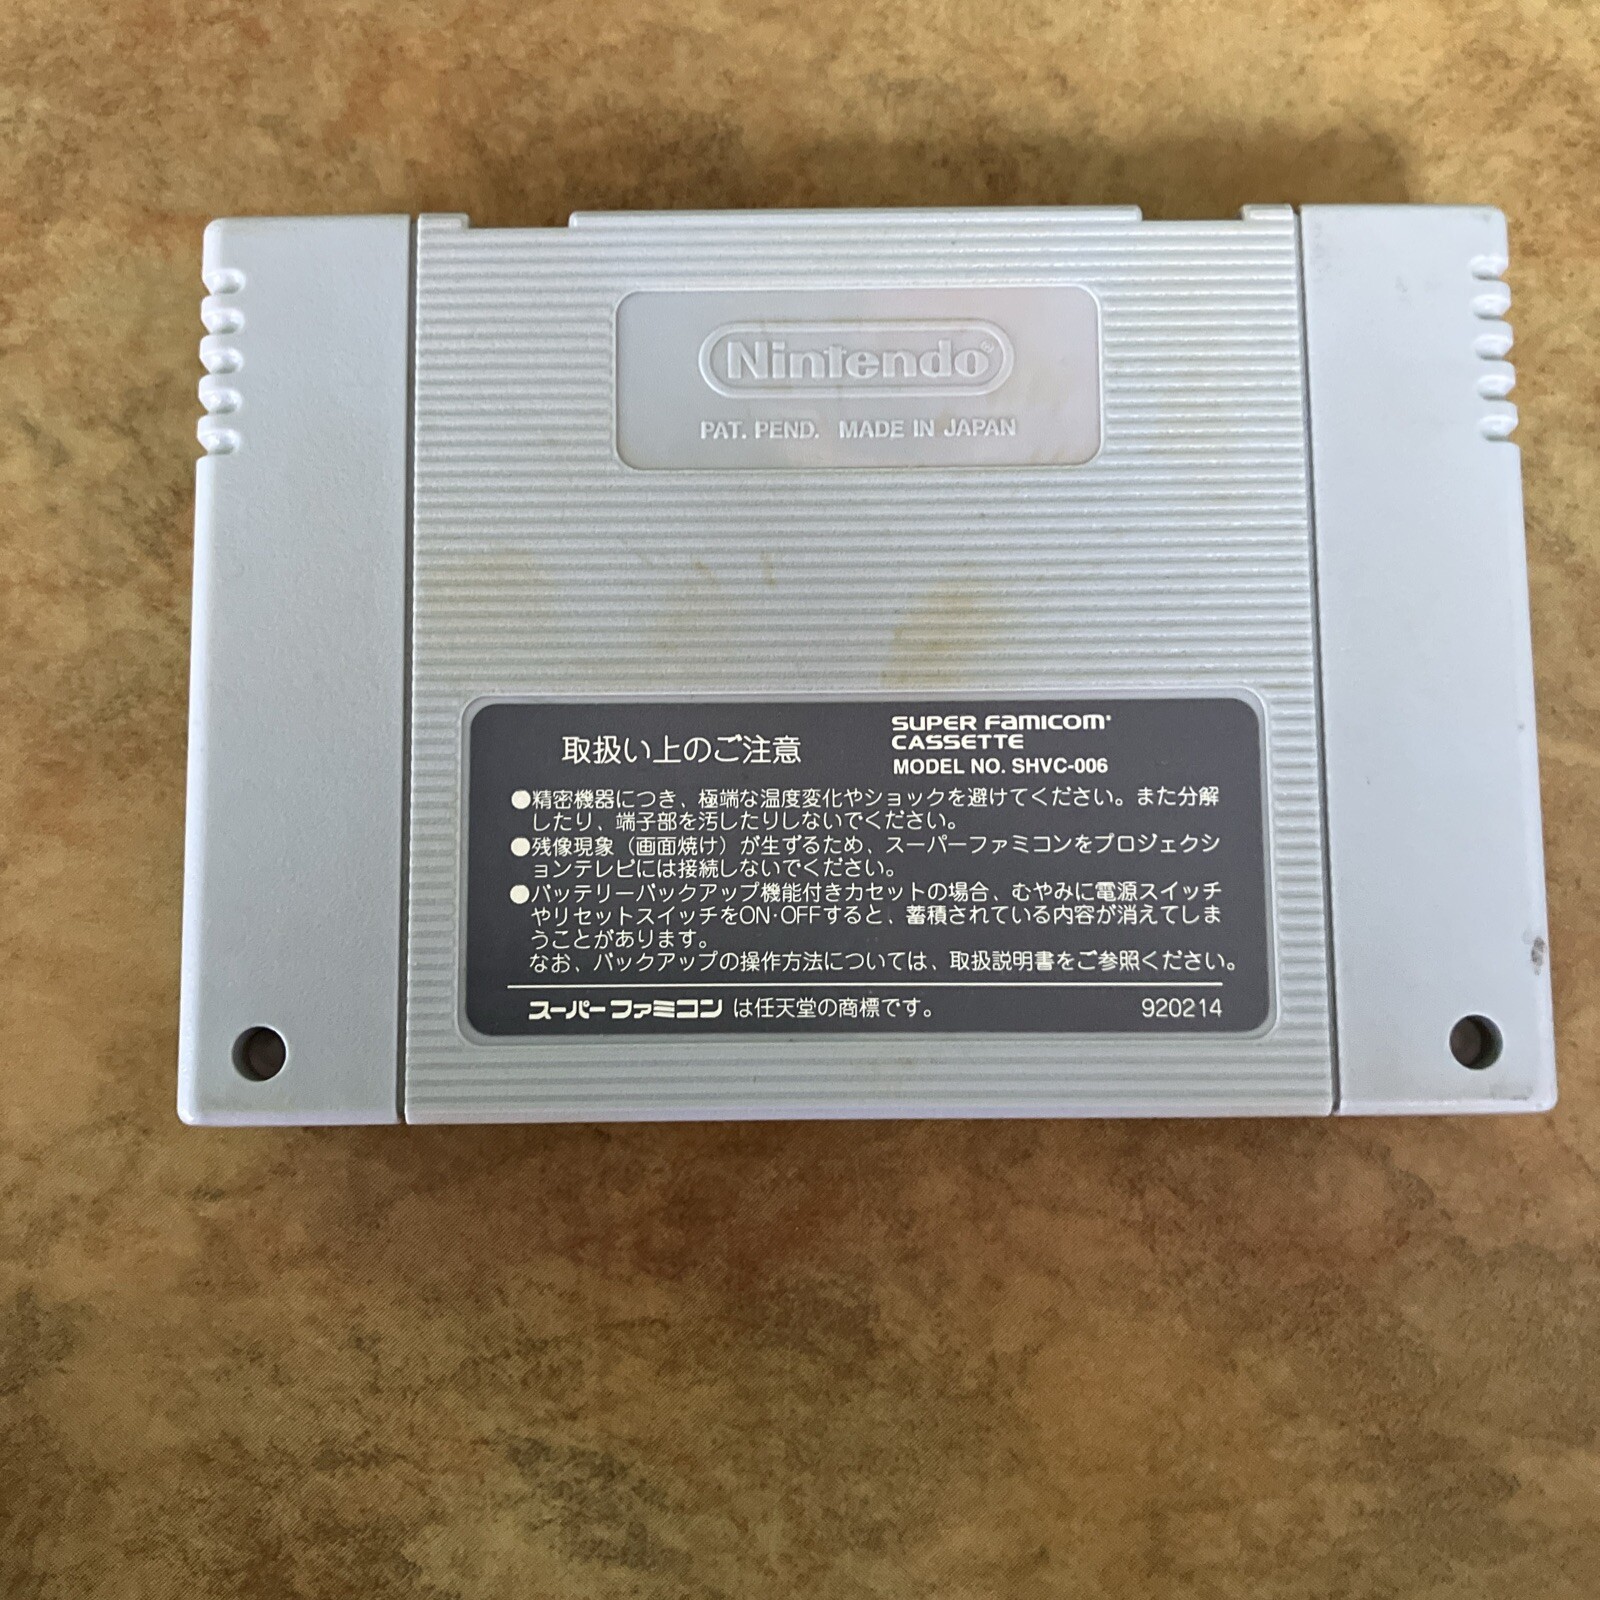 Nintendo®
PAT. PEND. MADE IN JAPAN
取扱い上のご注意
SUPER FAMICOM®
CASSETTE
MODEL NO. SHVC-006
●精密機器につき、極端な温度変化やショックを避けてください。また分解
したり、端子部を汚したりしないでください。
●残像現象（画面焼け）が生ずるため、スーパーファミコンをプロジェクシ
ョンテレビには接続しないでください。
●バッテリーバックアップ機能付きカセットの場合、むやみに電源スイッチ
やリセットスイッチをON·OFFすると、蓄積されている内容が消えてしま
うことがあります。
なお、バックアップの操作方法については、取扱説明書をご参照ください。
スーパーファミコン は任天堂の商標です。 920214